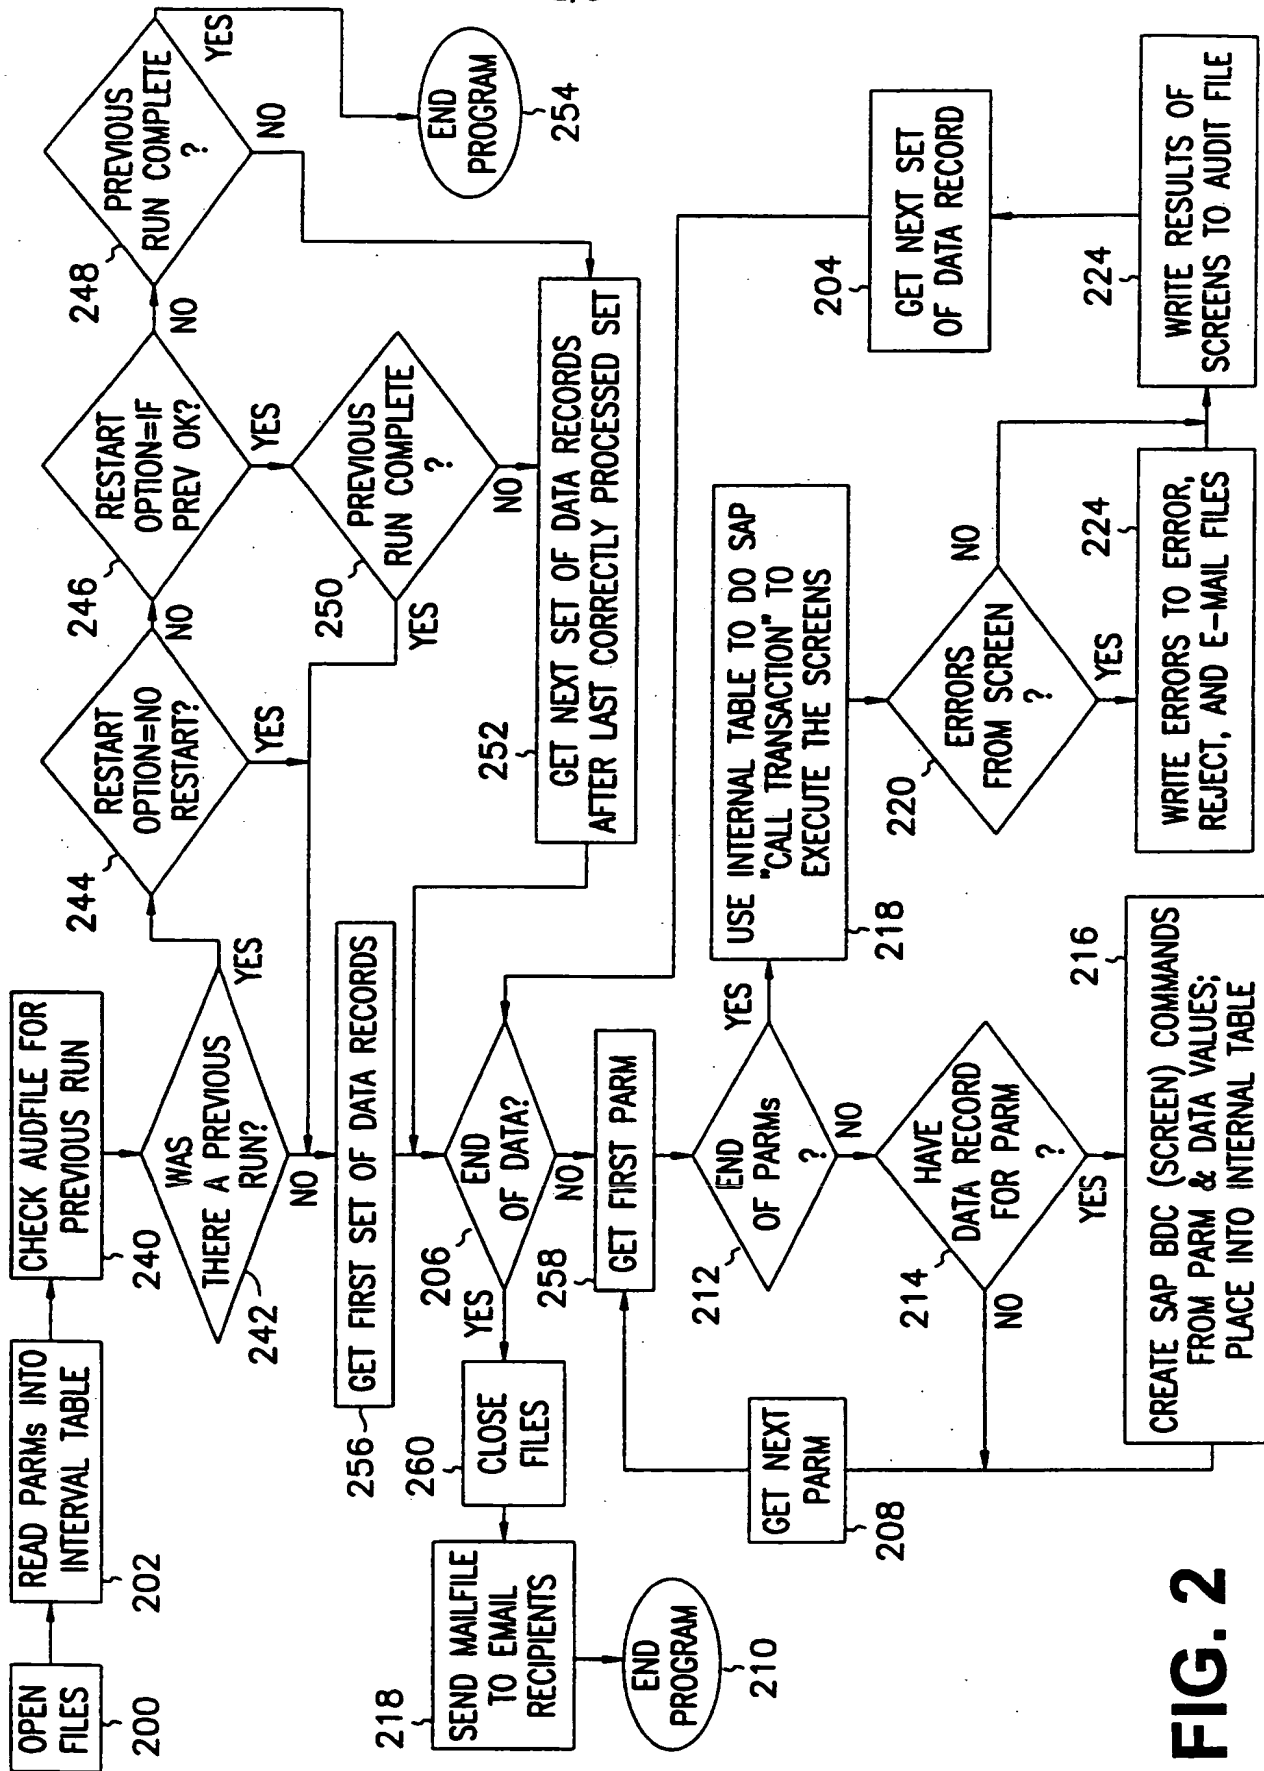 OPEN
FILES
200
READ PARMs INTO
INTERVAL TABLE
202
CHECK AUDFILE FOR
PREVIOUS RUN
240
WAS
THERE A PREVIOUS
RUN?
242
YES
NO
RESTART
OPTION=NO
RESTART?
244
NO
YES
RESTART
OPTION=IF
PREV OK?
246
NO
YES
PREVIOUS
RUN COMPLETE
?
248
YES
NO
END
PROGRAM
254
PREVIOUS
RUN COMPLETE
?
250
YES
NO
GET NEXT SET OF DATA RECORDS
AFTER LAST CORRECTLY PROCESSED SET
252
GET FIRST SET OF DATA RECORDS
256
END
OF DATA?
206
YES
NO
CLOSE
FILES
260
SEND MAILFILE
TO EMAIL
RECIPIENTS
218
END
PROGRAM
210
GET FIRST PARM
258
END
OF PARMs
?
212
YES
NO
HAVE
DATA RECORD
FOR PARM
?
214
NO
YES
GET NEXT
PARM
208
CREATE SAP BDC (SCREEN) COMMANDS
FROM PARM & DATA VALUES;
PLACE INTO INTERNAL TABLE
216
USE INTERNAL TABLE TO DO SAP
"CALL TRANSACTION" TO
EXECUTE THE SCREENS
218
ERRORS
FROM SCREEN
?
220
NO
YES
WRITE ERRORS TO ERROR,
REJECT, AND E-MAIL FILES
224
WRITE RESULTS OF
SCREENS TO AUDIT FILE
224
GET NEXT SET
OF DATA RECORD
204
FIG. 2